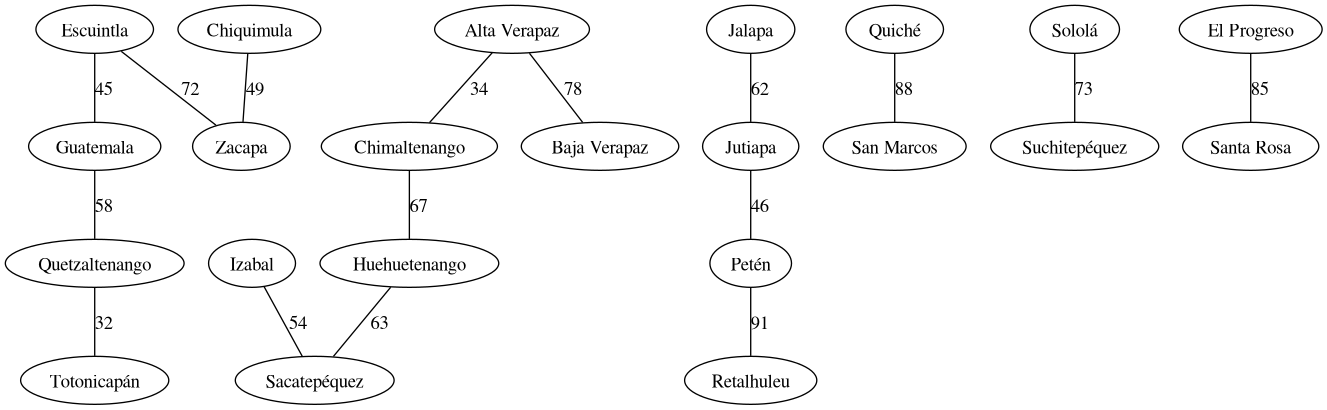 Escuintla Chiquimula Alta Verapaz Jalapa Quiché Sololá El Progreso
45 72 49 34 78 62 88 73 85
Guatemala Zacapa Chimaltenango Baja Verapaz Jutiapa San Marcos Suchitepéquez Santa Rosa
58 67 46
Quetzaltenango Izabal Huehuetenango Petén
32 54 63 91
Totonicapán Sacatepéquez Retalhuleu